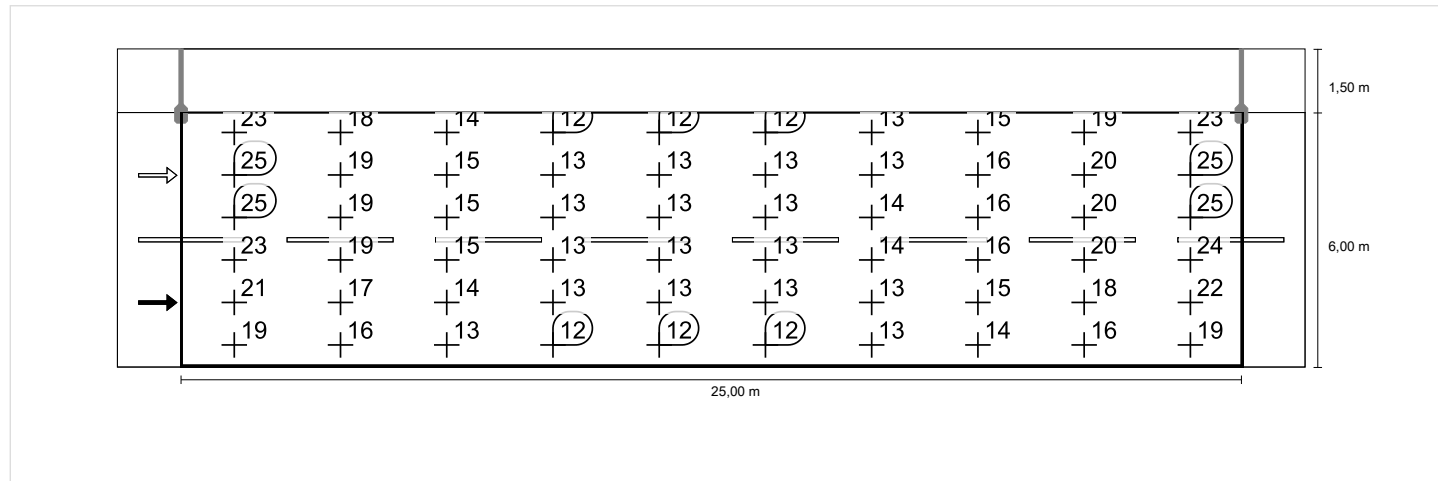 1,50 m
23 18 14 12 12 12 13 15 19 23
25 19 15 13 13 13 13 16 20 25
25 19 15 13 13 13 14 16 20 25
23 19 15 13 13 13 14 16 20 24
6,00 m
21 17 14 13 13 13 13 15 18 22
19 16 13 12 12 12 13 14 16 19
25,00 m